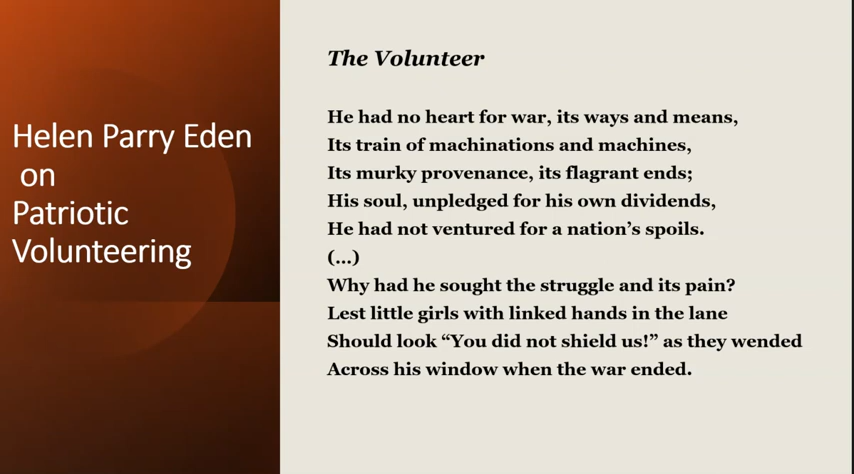 Helen Parry Eden
on
Patriotic
Volunteering
The Volunteer
He had no heart for war, its ways and means,
Its train of machinations and machines,
Its murky provenance, its flagrant ends;
His soul, unpledged for his own dividends,
He had not ventured for a nation’s spoils.
(…)
Why had he sought the struggle and its pain?
Lest little girls with linked hands in the lane
Should look “You did not shield us!” as they wended
Across his window when the war ended.